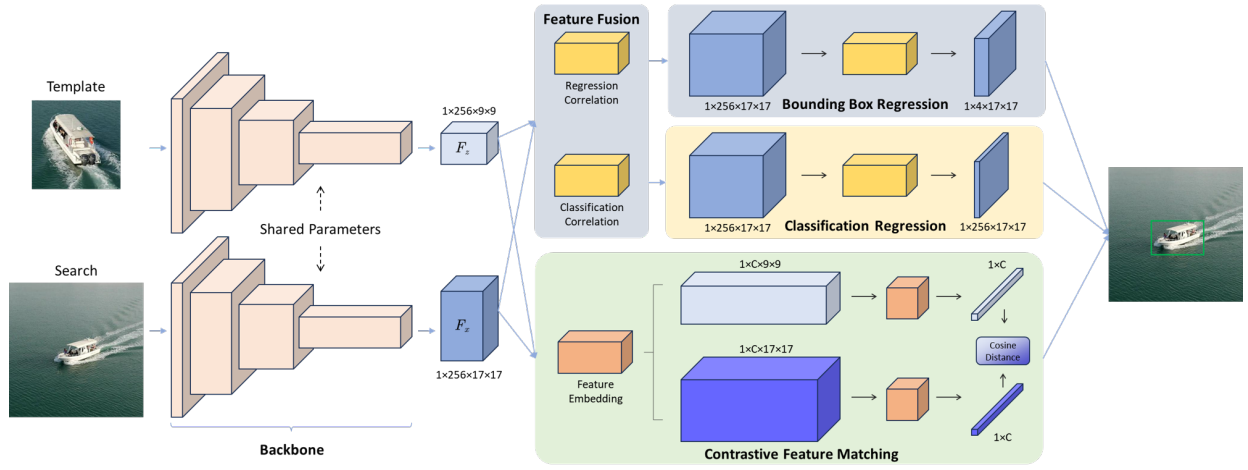 Template
Search
Shared Parameters
Backbone
1×256×9×9
F_z
F_x
1×256×17×17
Feature Fusion
Regression
Correlation
Classification
Correlation
1×256×17×17
Bounding Box Regression
1×4×17×17
1×256×17×17
Classification Regression
1×256×17×17
Feature
Embedding
1×C×9×9
1×C×17×17
1×C
Cosine
Distance
1×C
Contrastive Feature Matching